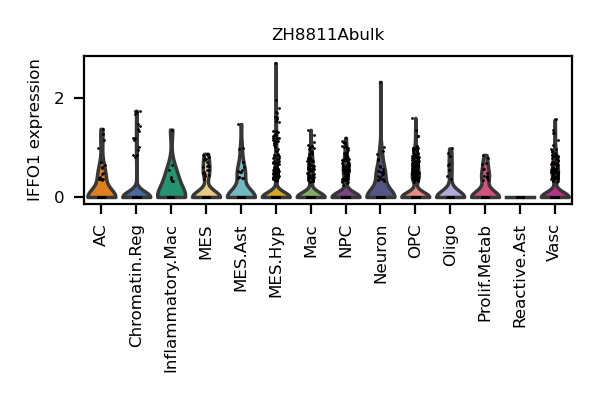 ZH8811Abulk
IFFO1 expression
2
0
AC
Chromatin.Reg
Inflammatory.Mac
MES
MES.Ast
MES.Hyp
Mac
NPC
Neuron
OPC
Oligo
Prolif.Metab
Reactive.Ast
Vasc